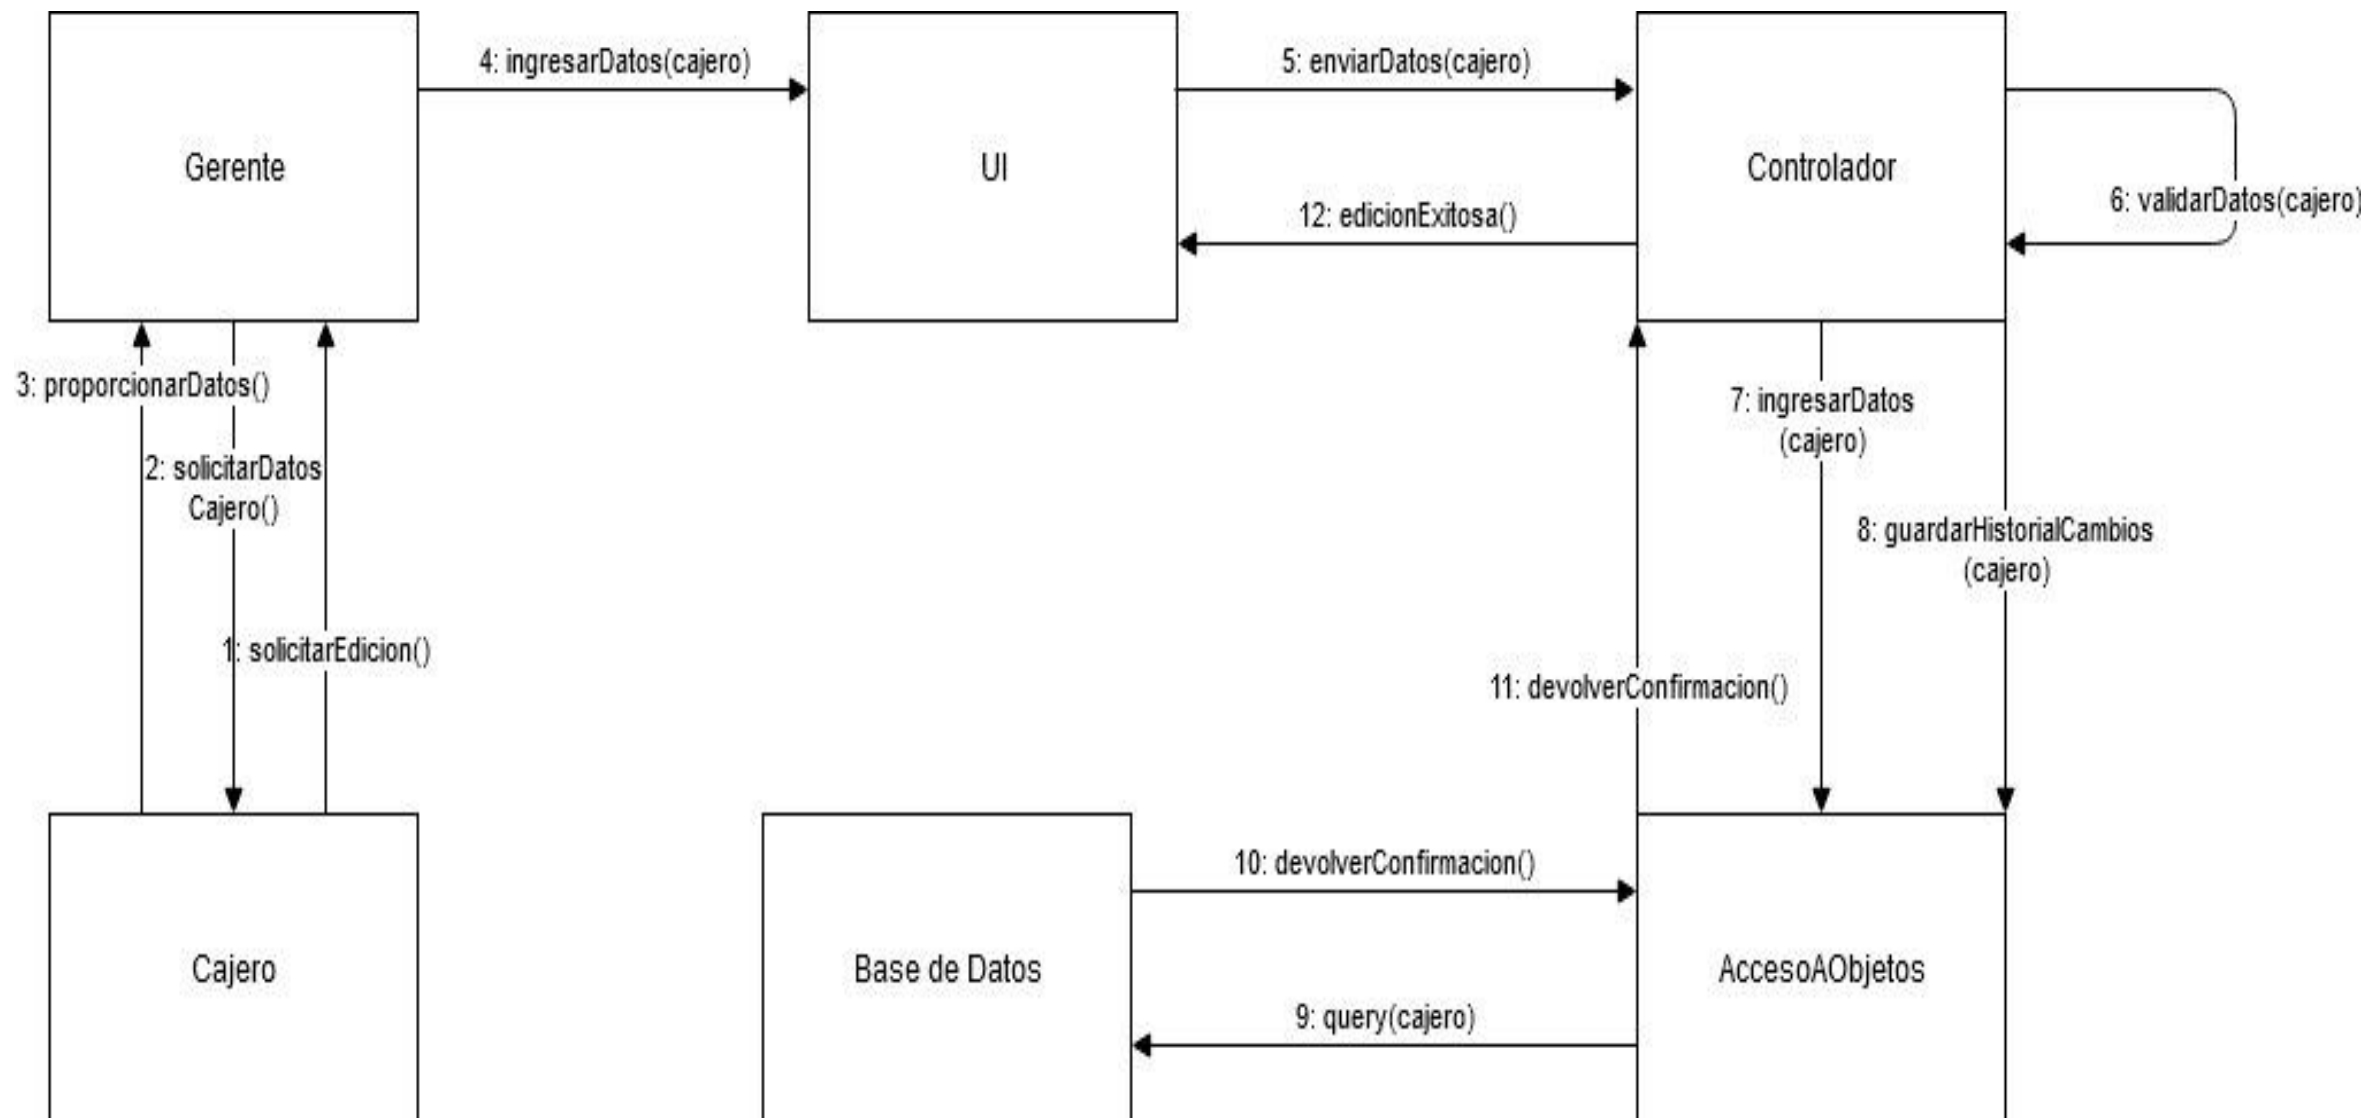 4: ingresarDatos(cajero)
5: enviarDatos(cajero)
Gerente
UI
Controlador
6: validarDatos(cajero)
12: edicionExitosa()
3: proporcionarDatos()
7: ingresarDatos
(cajero)
2: solicitarDatos
Cajero()
8: guardarHistorialCambios
(cajero)
1: solicitarEdicion()
11: devolverConfirmacion()
10: devolverConfirmacion()
Cajero
Base de Datos
AccesoAObjetos
9: query(cajero)